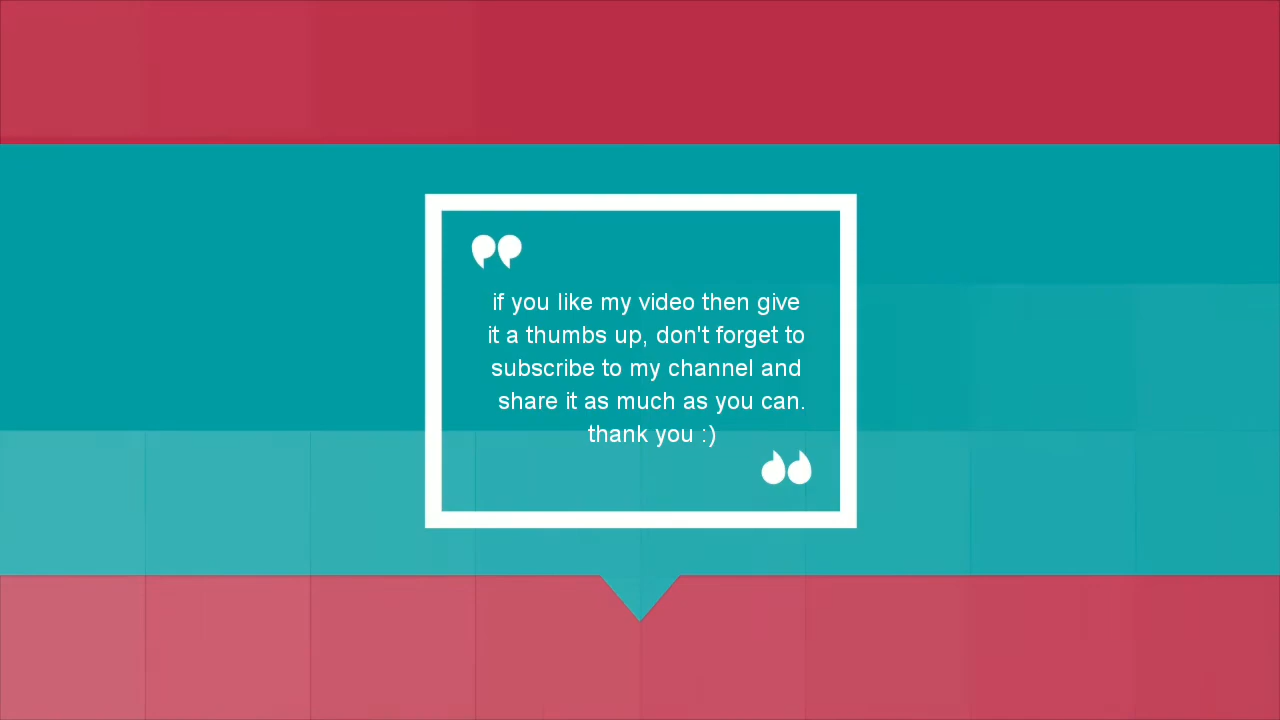 if you like my video then give
it a thumbs up, don't forget to
subscribe to my channel and
share it as much as you can.
thank you :)